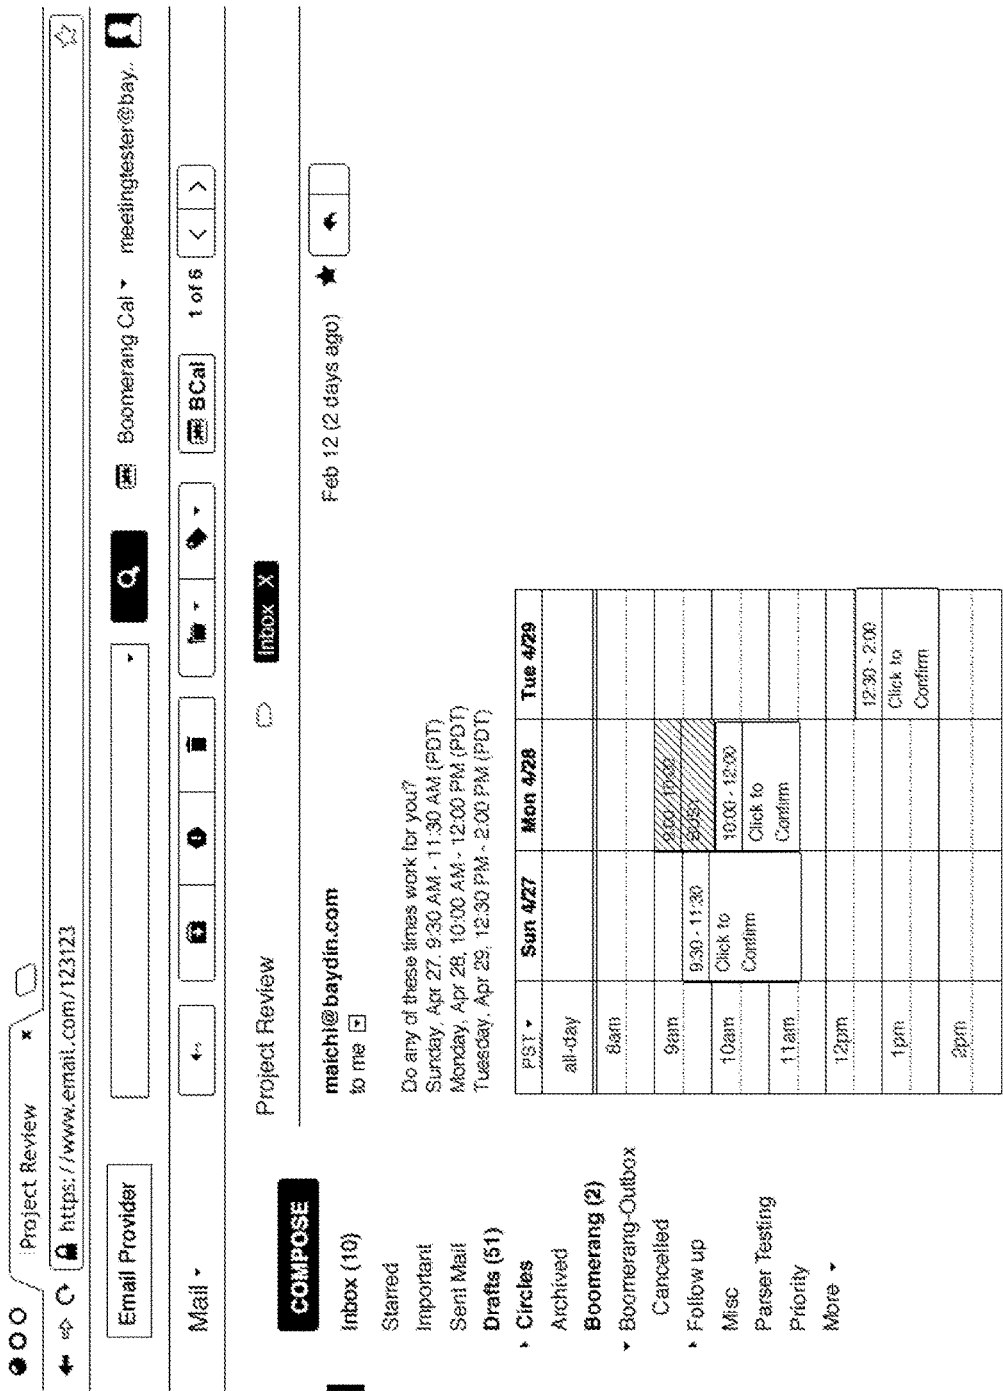 Project Review ×
https://www.email.com/123123
Email Provider
Boomerang Cal
meetingtester@bay..
Mail
BCal
1 of 6
< >
COMPOSE
Inbox (10)
Starred
Important
Sent Mail
Drafts (51)
Circles
Archived
Boomerang (2)
Boomerang-Outbox
Cancelled
Follow up
Misc
Parser Testing
Priority
More
Project Review
Inbox X
maichi@baydin.com
to me
Feb 12 (2 days ago)
Do any of these times work for you?
Sunday, Apr 27, 9:30 AM - 11:30 AM (PDT)
Monday, Apr 28, 10:00 AM - 12:00 PM (PDT)
Tuesday, Apr 29, 12:30 PM - 2:00 PM (PDT)
PST Sun 4/27 Mon 4/28 Tue 4/29
all-day
8am
9am
9:30 - 11:30
Click to
Confirm
10am
10:00 - 12:00
Click to
Confirm
11am
12pm
12:30 - 2:00
Click to
Confirm
1pm
2pm